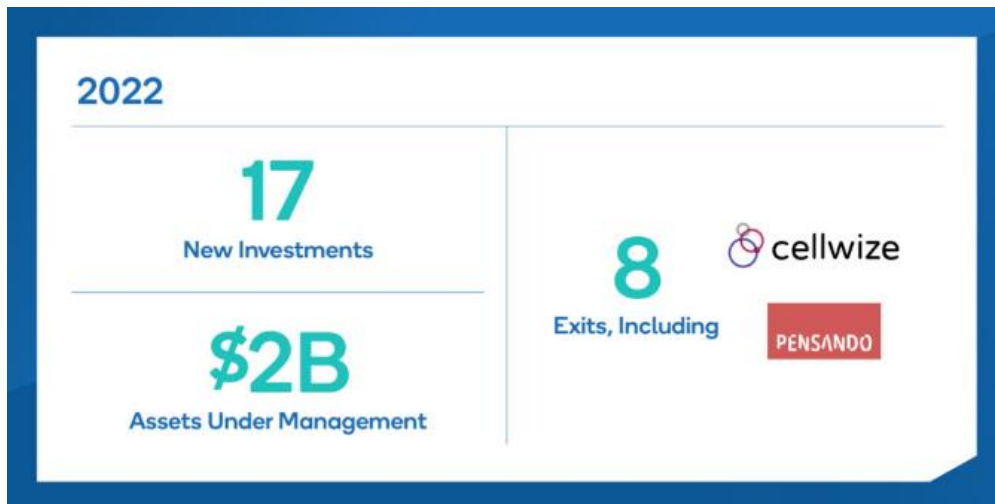 2022
17
New Investments
$2B
Assets Under Management
8
Exits, Including
cellwize
PENSANDO